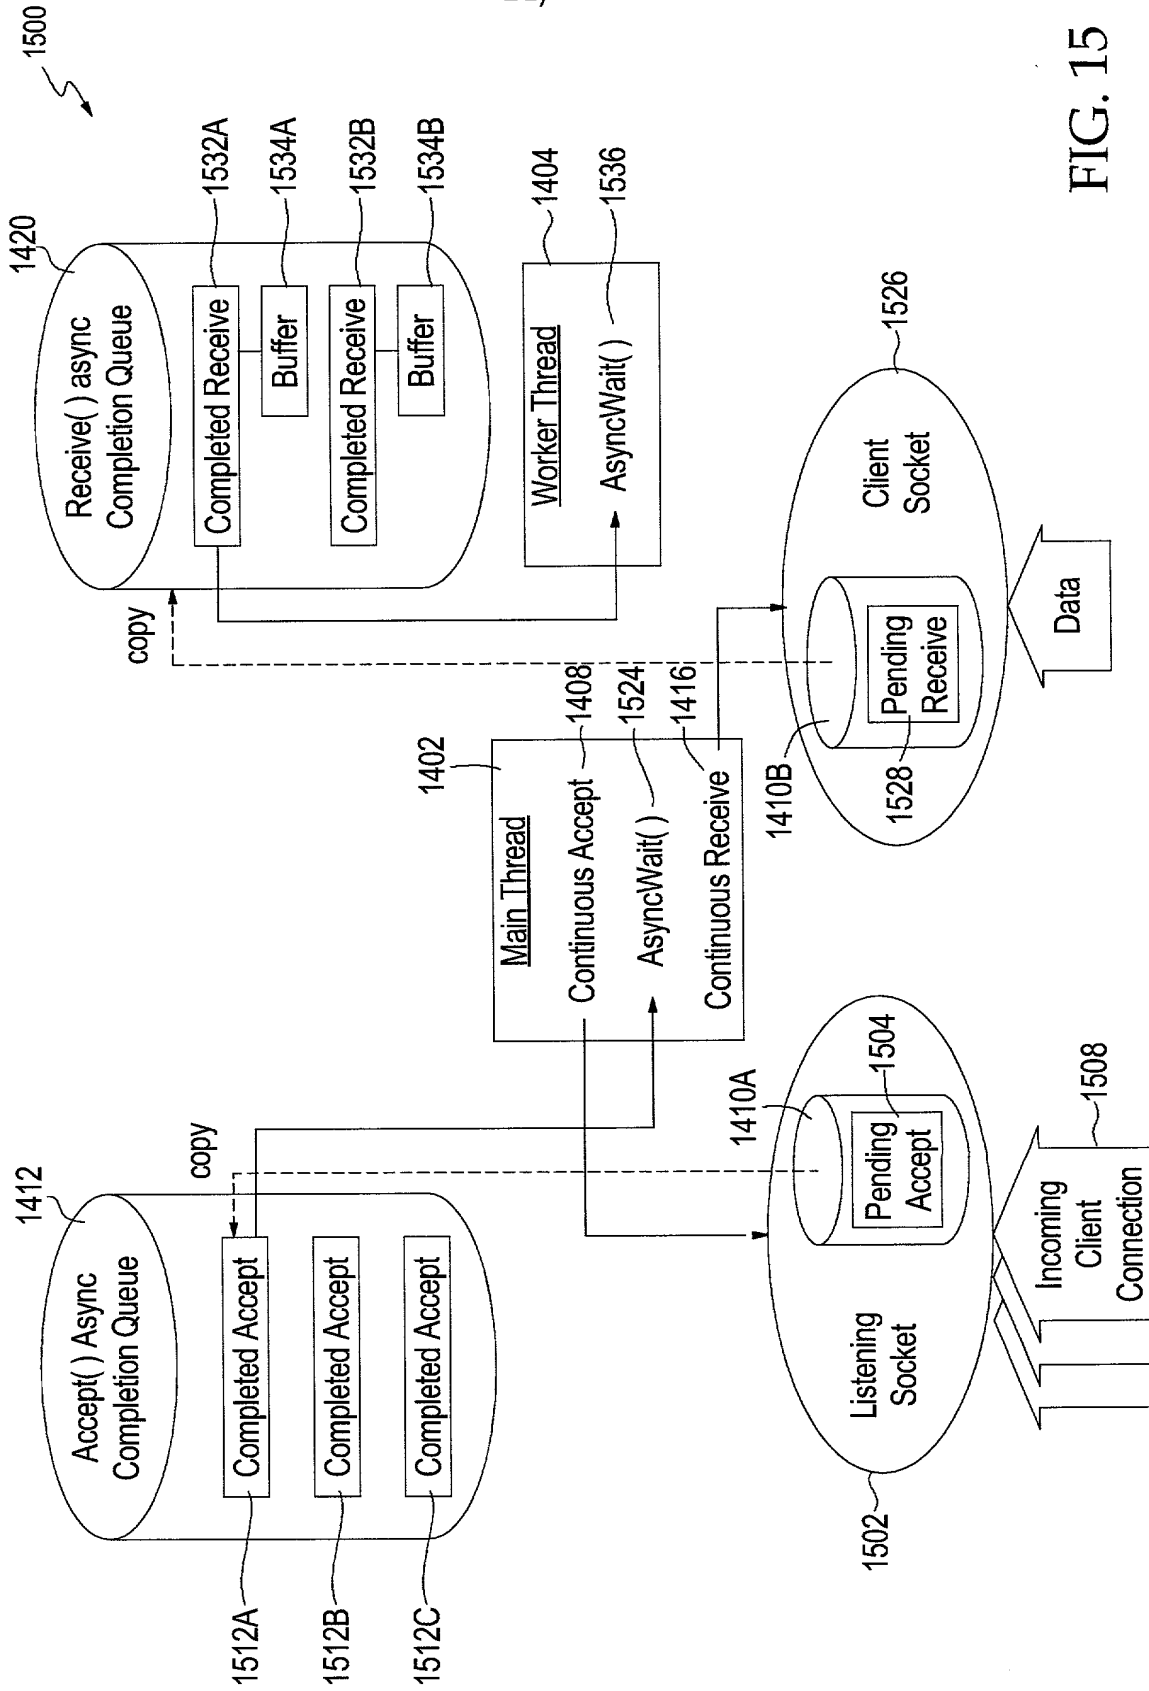 1500
1412
Accept( ) Async
Completion Queue
1512A
Completed Accept
1512B
Completed Accept
1512C
Completed Accept
copy
1420
Receive( ) async
Completion Queue
Completed Receive
1532A
Buffer
1534A
Completed Receive
1532B
Buffer
1534B
copy
1402
Main Thread
Continuous Accept
1408
AsyncWait( )
1524
Continuous Receive
1416
Worker Thread
1404
AsyncWait( )
1536
1502
Listening
Socket
1410A
Pending
Accept
1504
Incoming
Client
Connection
1508
1410B
Pending
Receive
1528
Client
Socket
1526
Data
FIG. 15